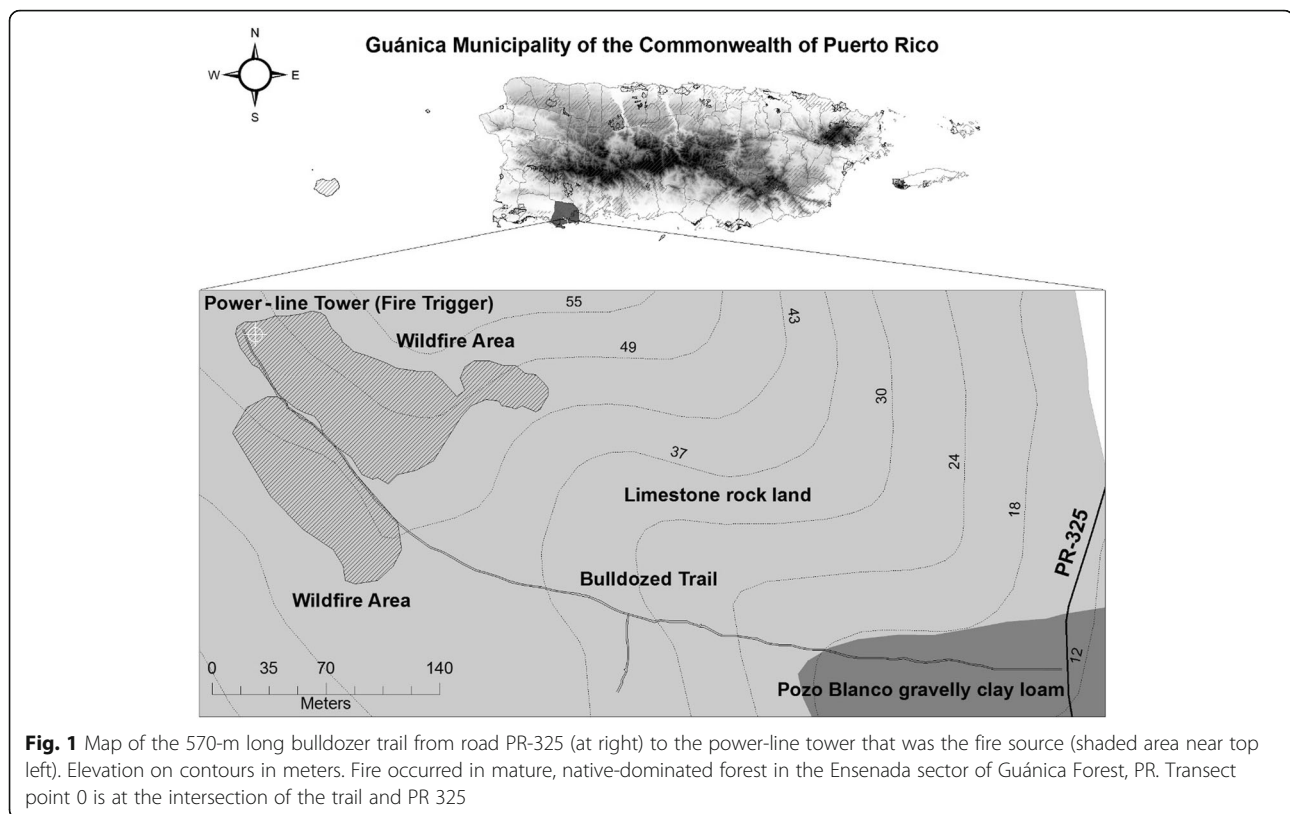 N
W E
S
Guánica Municipality of the Commonwealth of Puerto Rico
Power-line Tower (Fire Trigger)
55
43
Wildfire Area
49
30
37
24
Limestone rock land
18
PR-325
Bulldozed Trail
Wildfire Area
12
0 35 70 140
Meters
Pozo Blanco gravelly clay loam
Fig. 1 Map of the 570-m long bulldozer trail from road PR-325 (at right) to the power-line tower that was the fire source (shaded area near top
left). Elevation on contours in meters. Fire occurred in mature, native-dominated forest in the Ensenada sector of Guánica Forest, PR. Transect
point 0 is at the intersection of the trail and PR 325